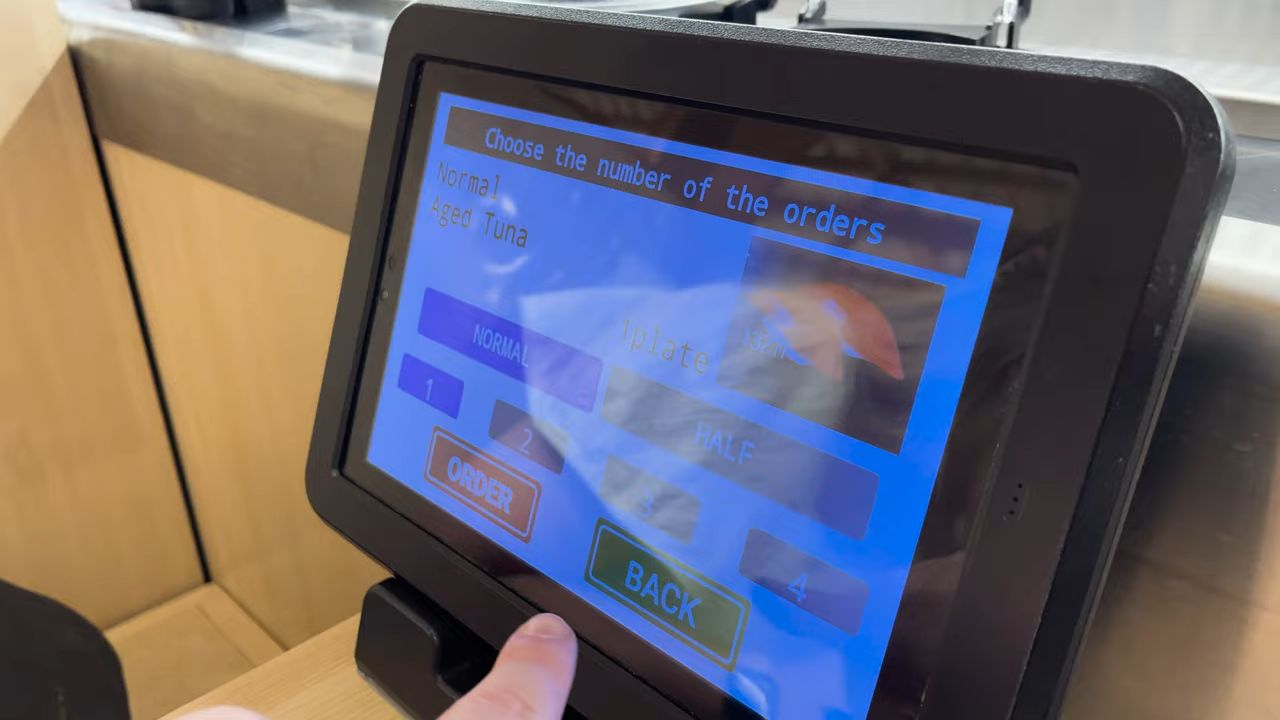 Choose the number of the orders
Normal
Aged Tuna
1plate
NORMAL
HALF
1
2
3
4
ORDER
BACK